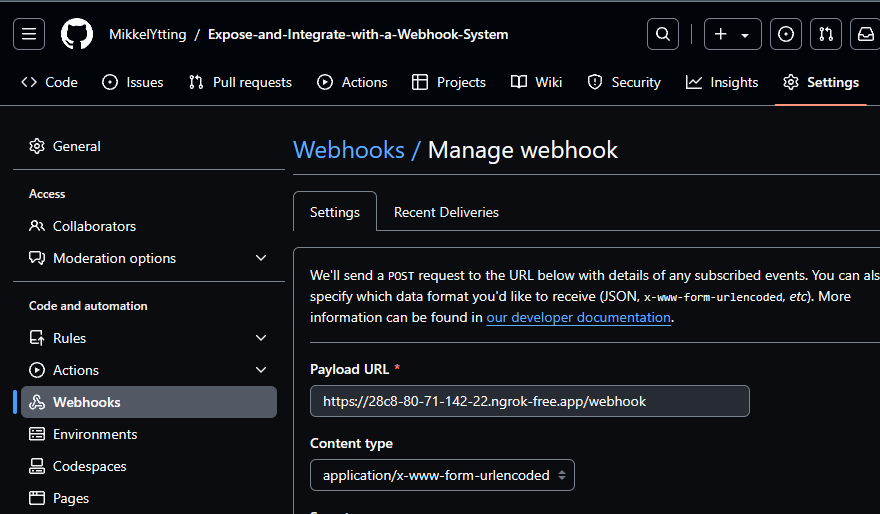 MikkelYtting / Expose-and-Integrate-with-a-Webhook-System
Code Issues Pull requests Actions Projects Wiki Security Insights Settings
General
Access
Collaborators
Moderation options
Code and automation
Rules
Actions
Webhooks
Environments
Codespaces
Pages
Webhooks / Manage webhook
Settings Recent Deliveries
We'll send a POST request to the URL below with details of any subscribed events. You can als
specify which data format you'd like to receive (JSON, x-www-form-urlencoded, etc). More
information can be found in our developer documentation.
Payload URL *
https://28c8-80-71-142-22.ngrok-free.app/webhook
Content type
application/x-www-form-urlencoded